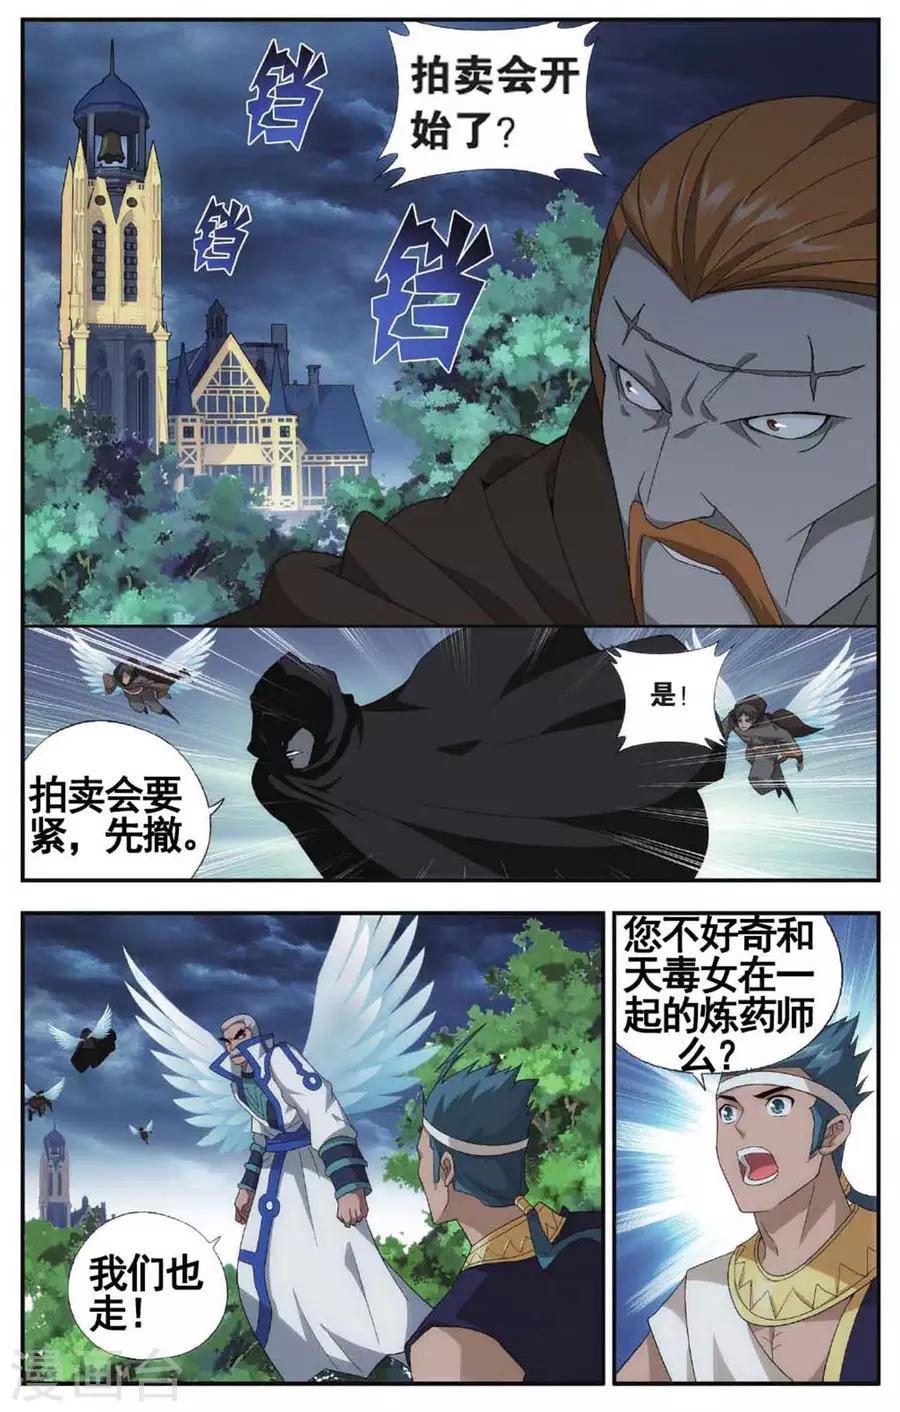 铛
铛
铛
拍卖会开
始了？
是！
拍卖会要
紧，先撤。
我们也
走！
您不好奇和
天毒女在一
起的炼药师
么？
漫画台